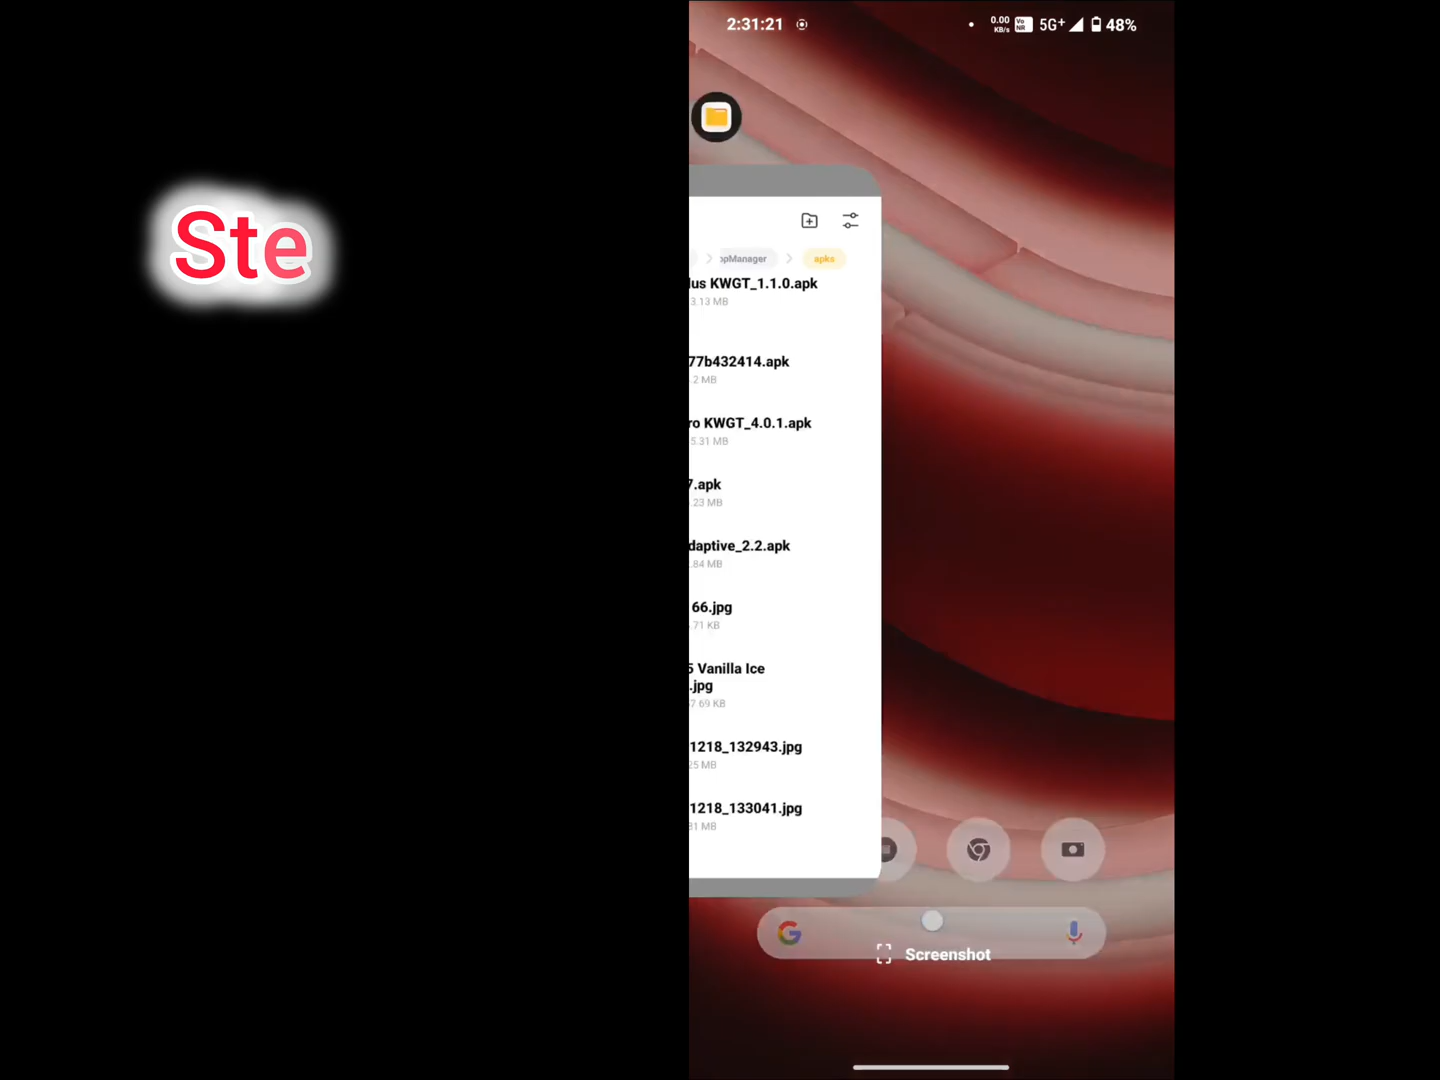 Ste
2:31:21
0.00
KB/s
Vo
NR
5G+
48%
apks
KWGT_1.1.0.apk
3.13 MB
77b432414.apk
.2 MB
KWGT_4.0.1.apk
5.31 MB
7.apk
.23 MB
daptive_2.2.apk
.84 MB
66.jpg
.71 KB
5 Vanilla Ice
.jpg
7.69 KB
1218_132943.jpg
25 MB
1218_133041.jpg
31 MB
Screenshot